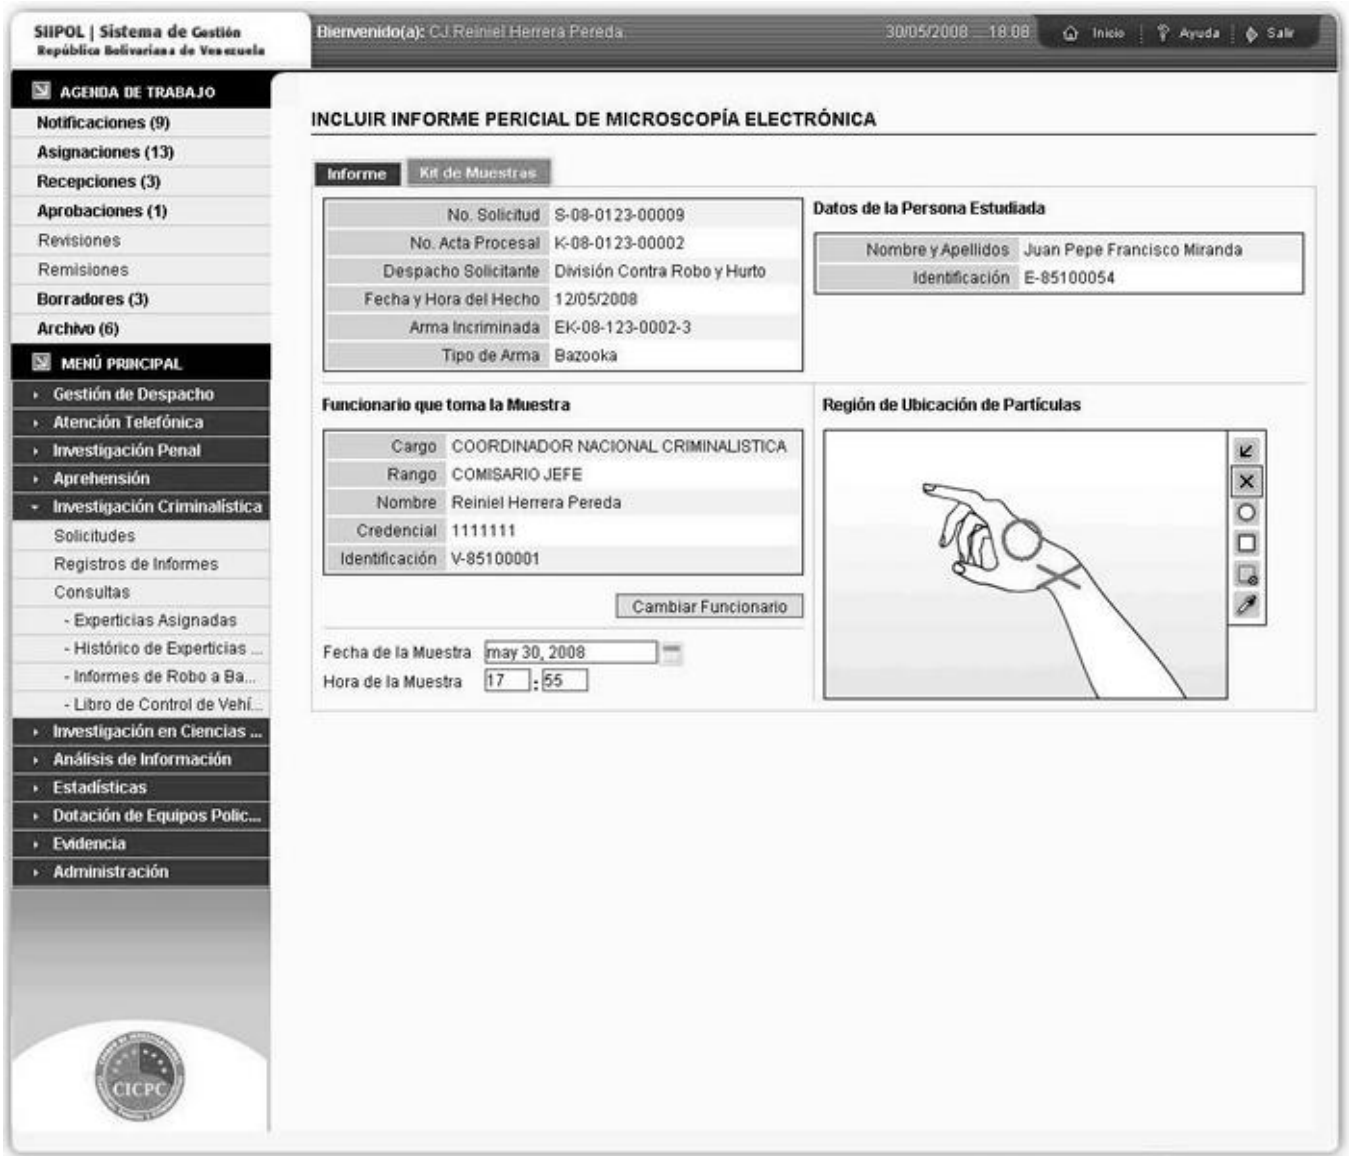 SIIPOL | Sistema de Gestión
República Bolivariana de Venezuela
Bienvenido(a): CJ.Reiniel Herrera Pereda.
30/05/2008 18:08
Inicio
Ayuda
Salir
AGENDA DE TRABAJO
Notificaciones (9)
Asignaciones (13)
Recepciones (3)
Aprobaciones (1)
Revisiones
Remisiones
Borradores (3)
Archivo (6)
MENÚ PRINCIPAL
Gestión de Despacho
Atención Telefónica
Investigación Penal
Aprehensión
Investigación Criminalística
Solicitudes
Registros de Informes
Consultas
- Experticias Asignadas
- Histórico de Experticias ...
- Informes de Robo a Ba...
- Libro de Control de Vehí...
Investigación en Ciencias ...
Análisis de Información
Estadísticas
Dotación de Equipos Polic...
Evidencia
Administración
CICPC
INCLUIR INFORME PERICIAL DE MICROSCOPÍA ELECTRÓNICA
Informe
Kit de Muestras
No. Solicitud S-08-0123-00009
No. Acta Procesal K-08-0123-00002
Despacho Solicitante División Contra Robo y Hurto
Fecha y Hora del Hecho 12/05/2008
Arma Incriminada EK-08-123-0002-3
Tipo de Arma Bazooka
Datos de la Persona Estudiada
Nombre y Apellidos Juan Pepe Francisco Miranda
Identificación E-85100054
Funcionario que toma la Muestra
Cargo COORDINADOR NACIONAL CRIMINALISTICA
Rango COMISARIO JEFE
Nombre Reiniel Herrera Pereda
Credencial 1111111
Identificación V-85100001
Cambiar Funcionario
Fecha de la Muestra may 30, 2008
Hora de la Muestra 17 : 55
Región de Ubicación de Partículas